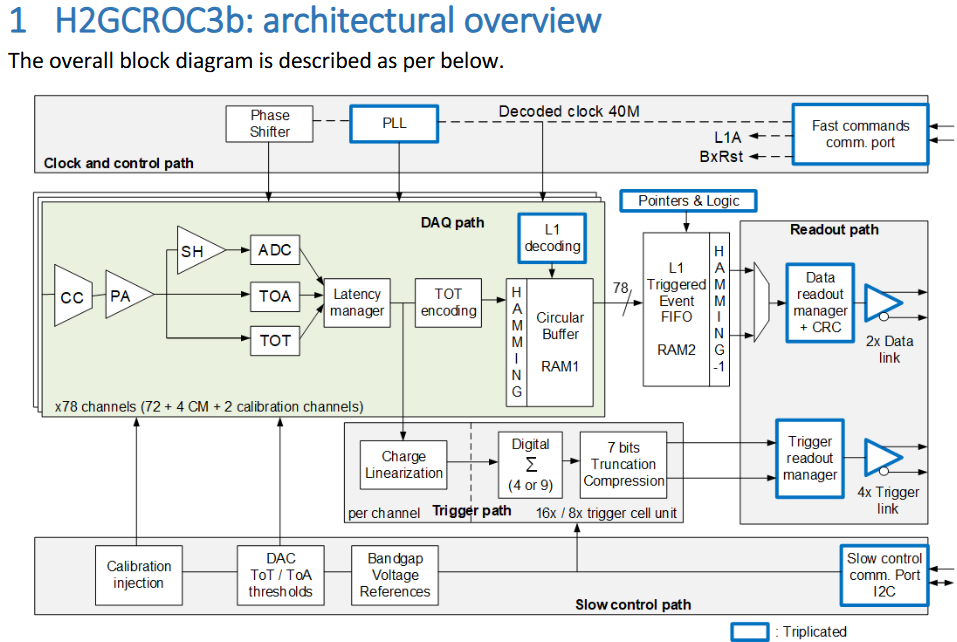 1 H2GCROC3b: architectural overview
The overall block diagram is described as per below.
Phase
Shifter
PLL
Decoded clock 40M
L1A
BxRst
Fast commands
comm. port
Clock and control path
DAQ path
Pointers & Logic
Readout path
L1
decoding
SH
ADC
CC
PA
TOA
TOT
Latency
manager
TOT
encoding
H
A
M
M
I
N
G
Circular
Buffer
RAM1
78
L1
Triggered
Event
FIFO
RAM2
H
A
M
M
I
N
G
-1
Data
readout
manager
+ CRC
2x Data
link
x78 channels (72 + 4 CM + 2 calibration channels)
Charge
Linearization
Digital
Σ
(4 or 9)
7 bits
Truncation
Compression
Trigger
readout
manager
4x Trigger
link
per channel
Trigger path
16x / 8x trigger cell unit
Calibration
injection
DAC
ToT / ToA
thresholds
Bandgap
Voltage
References
Slow control
comm. Port
I2C
Slow control path
: Triplicated